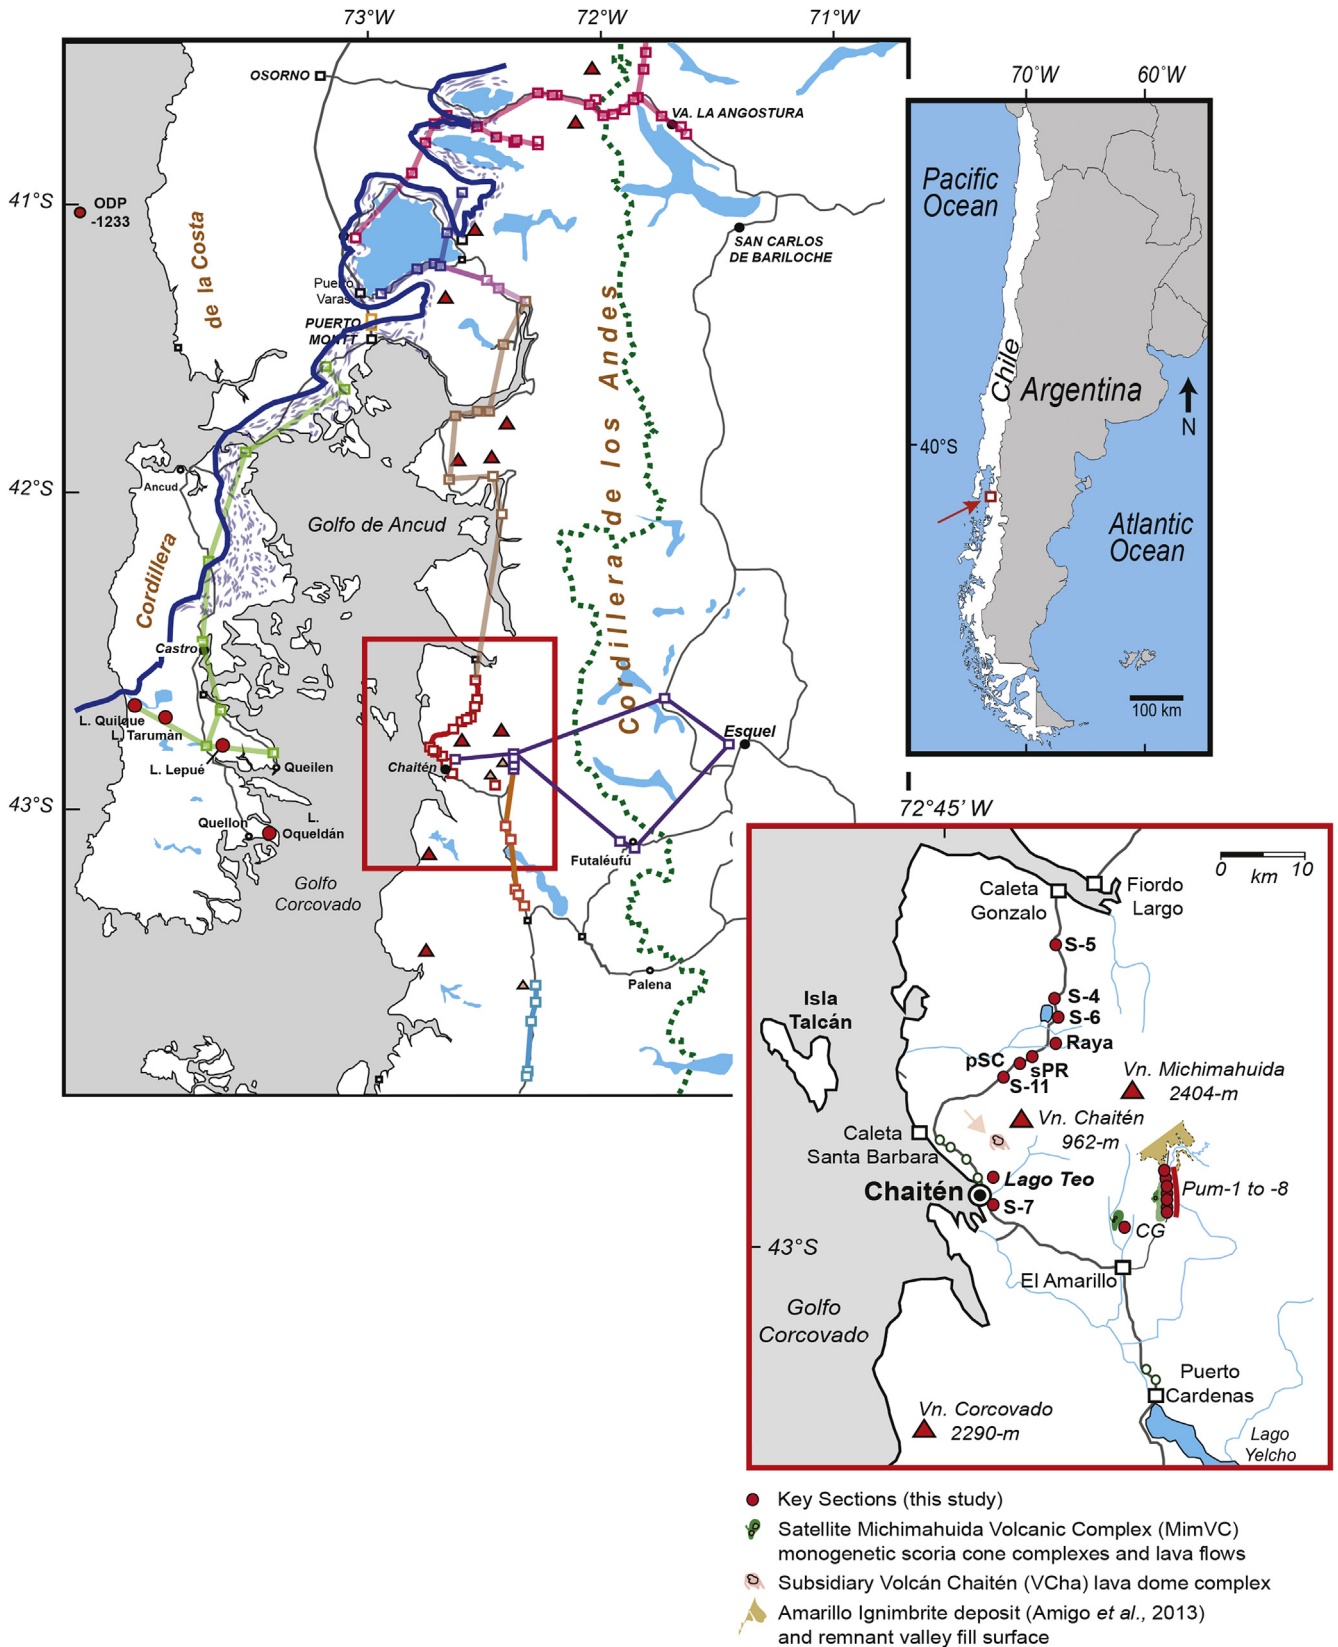 73°W
72°W
71°W
OSORNO
VA. LA ANGOSTURA
41°S
ODP
-1233
de la Costa
SAN CARLOS
DE BARILOCHE
Puerto
Varas
PUERTO
MONTT
Cordillera de los Andes
42°S
Ancud
Golfo de Ancud
Cordillera
Castro
L. Quilque
L. Tarumán
L. Lepué
Queilen
Chaitén
Esquel
43°S
Quellon
L.
Oqueldán
Futaléufú
Golfo
Corcovado
Palena
70°W
60°W
Pacific
Ocean
Chile
Argentina
N
40°S
Atlantic
Ocean
100 km
72°45' W
0 10
km
Caleta
Gonzalo
Fiordo
Largo
S-5
Isla
Talcán
S-4
S-6
Raya
pSC
sPR
S-11
Vn. Michimahuida
2404-m
Vn. Chaitén
962-m
Caleta
Santa Barbara
Lago Teo
Chaitén
S-7
Pum-1 to -8
CG
43°S
El Amarillo
Golfo
Corcovado
Puerto
Cardenas
Vn. Corcovado
2290-m
Lago
Yelcho
Key Sections (this study)
Satellite Michimahuida Volcanic Complex (MimVC)
monogenetic scoria cone complexes and lava flows
Subsidiary Volcán Chaitén (VCha) lava dome complex
Amarillo Ignimbrite deposit (Amigo et al., 2013)
and remnant valley fill surface